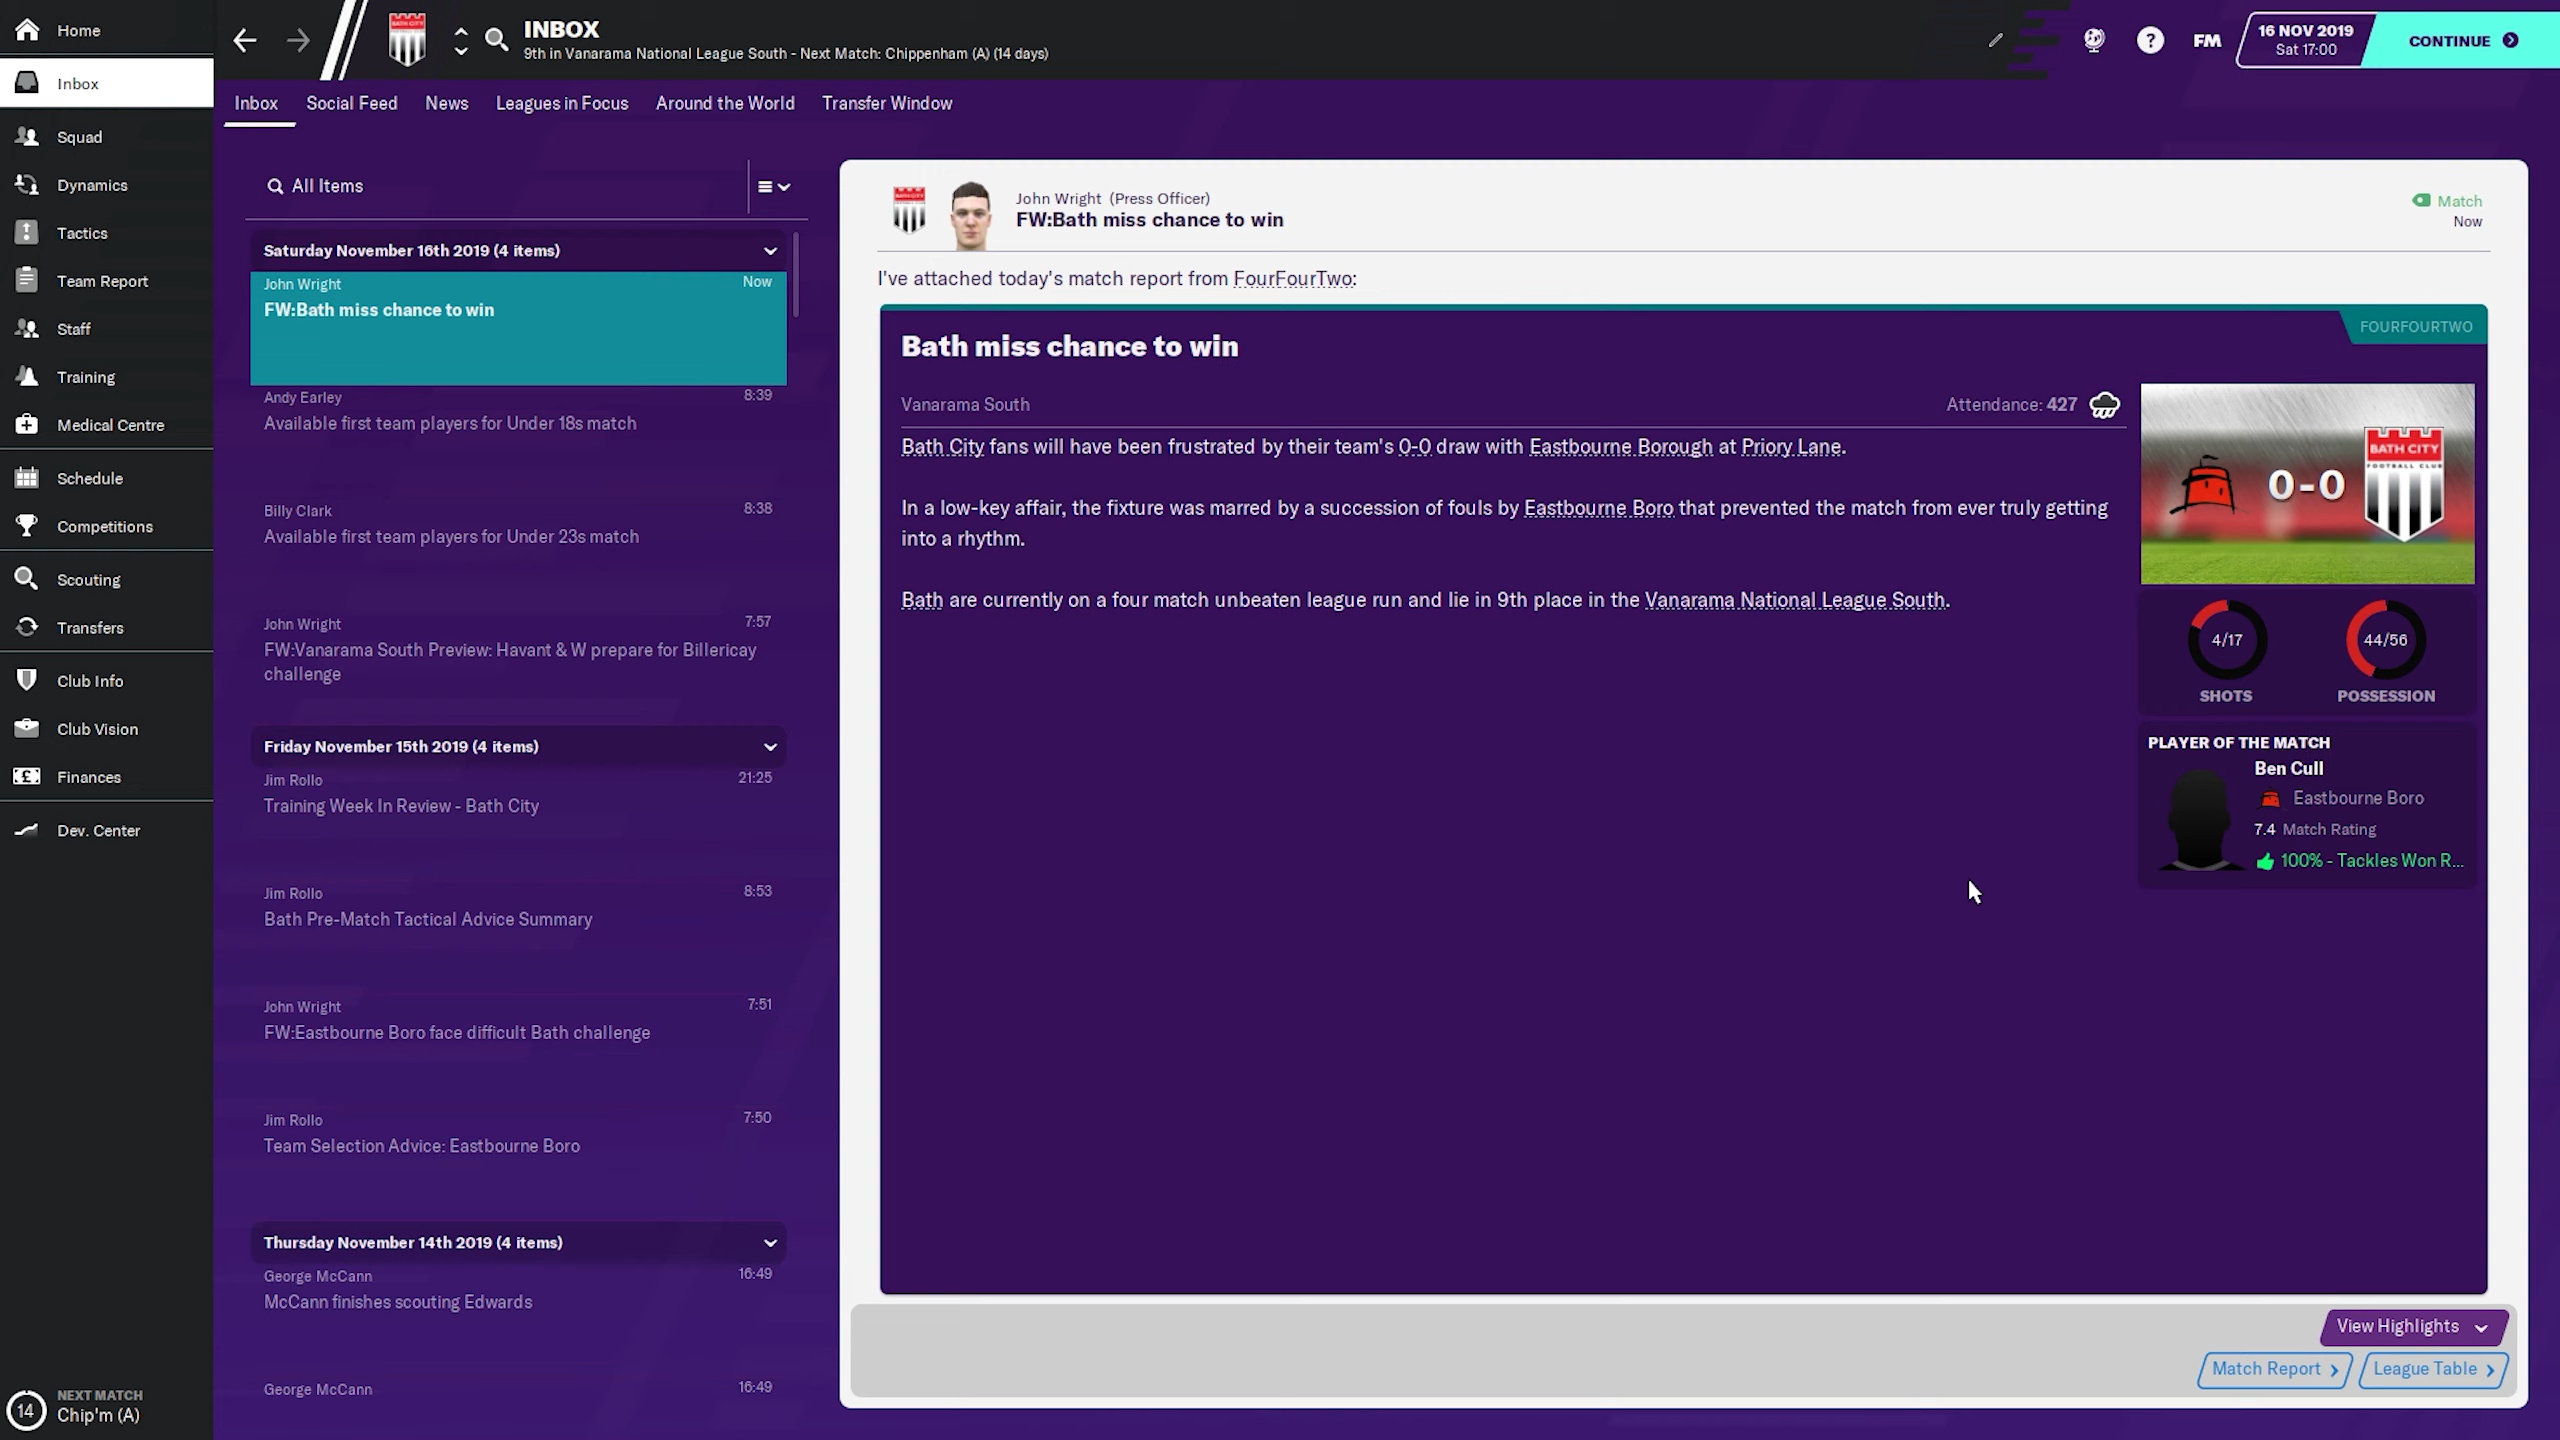 Home
Inbox
Squad
Dynamics
Tactics
Team Report
Staff
Training
Medical Centre
Schedule
Competitions
Scouting
Transfers
Club Info
Club Vision
Finances
Dev. Center
14
NEXT MATCH
Chip'm (A)
BATH CITY
INBOX
9th in Vanarama National League South - Next Match: Chippenham (A) (14 days)
?
FM
16 NOV 2019
Sat 17:00
CONTINUE
Inbox
Social Feed
News
Leagues in Focus
Around the World
Transfer Window
All Items
Saturday November 16th 2019 (4 items)
John Wright
Now
FW:Bath miss chance to win
Andy Earley
8:39
Available first team players for Under 18s match
Billy Clark
8:38
Available first team players for Under 23s match
John Wright
7:57
FW:Vanarama South Preview: Havant & W prepare for Billericay
challenge
Friday November 15th 2019 (4 items)
Jim Rollo
21:25
Training Week In Review - Bath City
Jim Rollo
8:53
Bath Pre-Match Tactical Advice Summary
John Wright
7:51
FW:Eastbourne Boro face difficult Bath challenge
Jim Rollo
7:50
Team Selection Advice: Eastbourne Boro
Thursday November 14th 2019 (4 items)
George McCann
16:49
McCann finishes scouting Edwards
George McCann
16:49
BATH CITY
John Wright (Press Officer)
FW:Bath miss chance to win
Match
Now
I've attached today's match report from FourFourTwo:
FOURFOURTWO
Bath miss chance to win
Vanarama South
Attendance: 427
Bath City fans will have been frustrated by their team's 0-0 draw with Eastbourne Borough at Priory Lane.
In a low-key affair, the fixture was marred by a succession of fouls by Eastbourne Boro that prevented the match from ever truly getting
into a rhythm.
Bath are currently on a four match unbeaten league run and lie in 9th place in the Vanarama National League South.
0-0
BATH CITY
FOOTBALL CLUB
4/17
SHOTS
44/56
POSSESSION
PLAYER OF THE MATCH
Ben Cull
Eastbourne Boro
7.4 Match Rating
100% - Tackles Won R...
View Highlights
Match Report
League Table